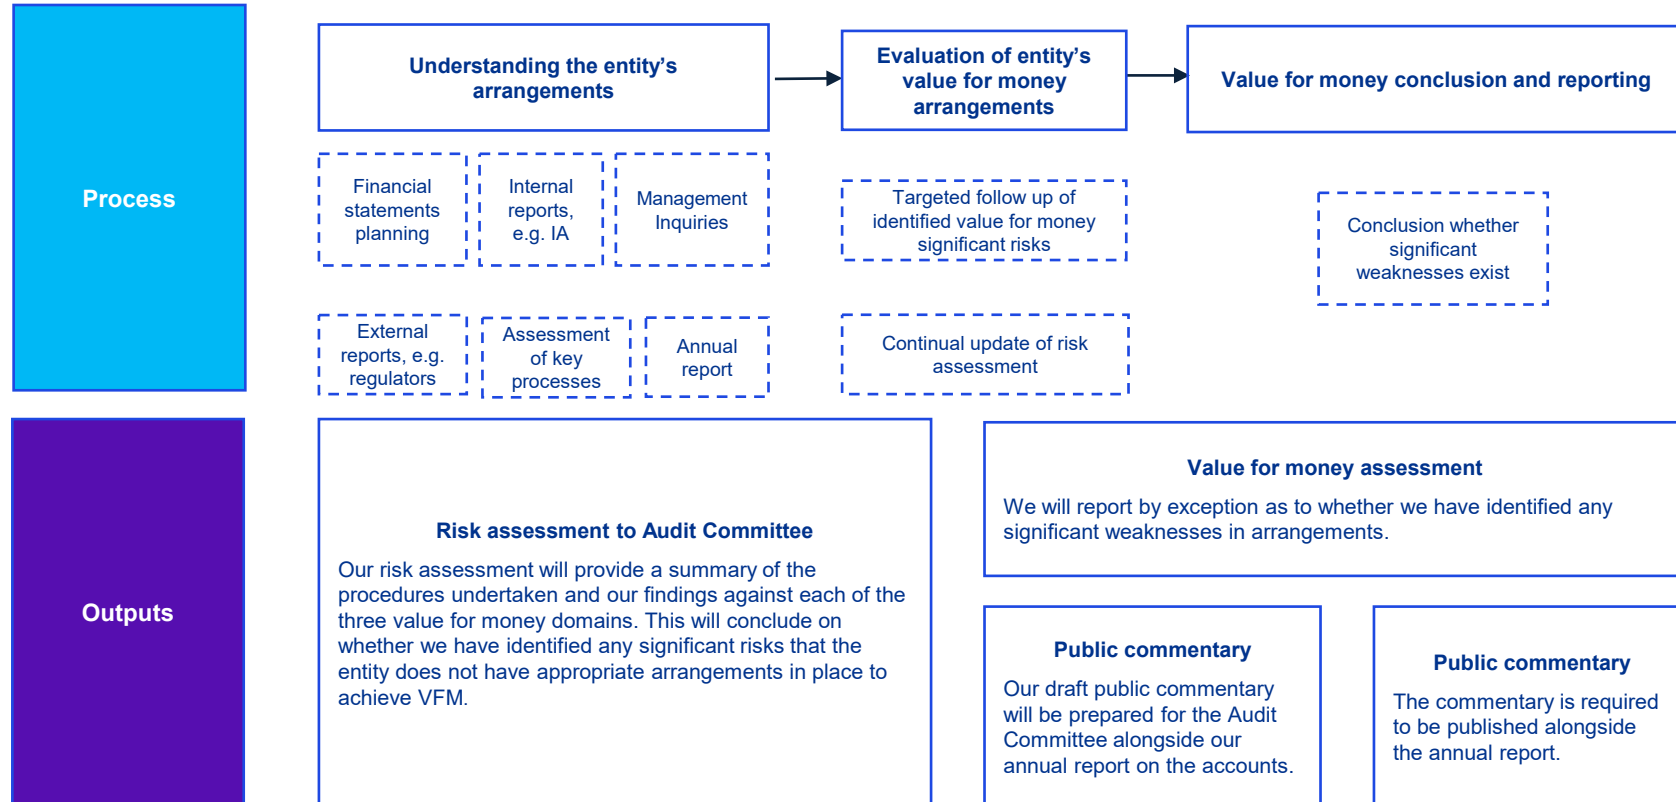 Process
Understanding the entity's
arrangements
Evaluation of entity's
value for money
arrangements
Value for money conclusion and reporting
Financial
statements
planning
Internal
reports,
e.g. IA
Management
Inquiries
External
reports, e.g.
regulators
Assessment
of key
processes
Annual
report
Targeted follow up of
identified value for money
significant risks
Continual update of risk
assessment
Conclusion whether
significant
weaknesses exist
Outputs
Risk assessment to Audit Committee
Our risk assessment will provide a summary of the
procedures undertaken and our findings against each of the
three value for money domains. This will conclude on
whether we have identified any significant risks that the
entity does not have appropriate arrangements in place to
achieve VFM.
Value for money assessment
We will report by exception as to whether we have identified any
significant weaknesses in arrangements.
Public commentary
Our draft public commentary
will be prepared for the Audit
Committee alongside our
annual report on the accounts.
Public commentary
The commentary is required
to be published alongside
the annual report.